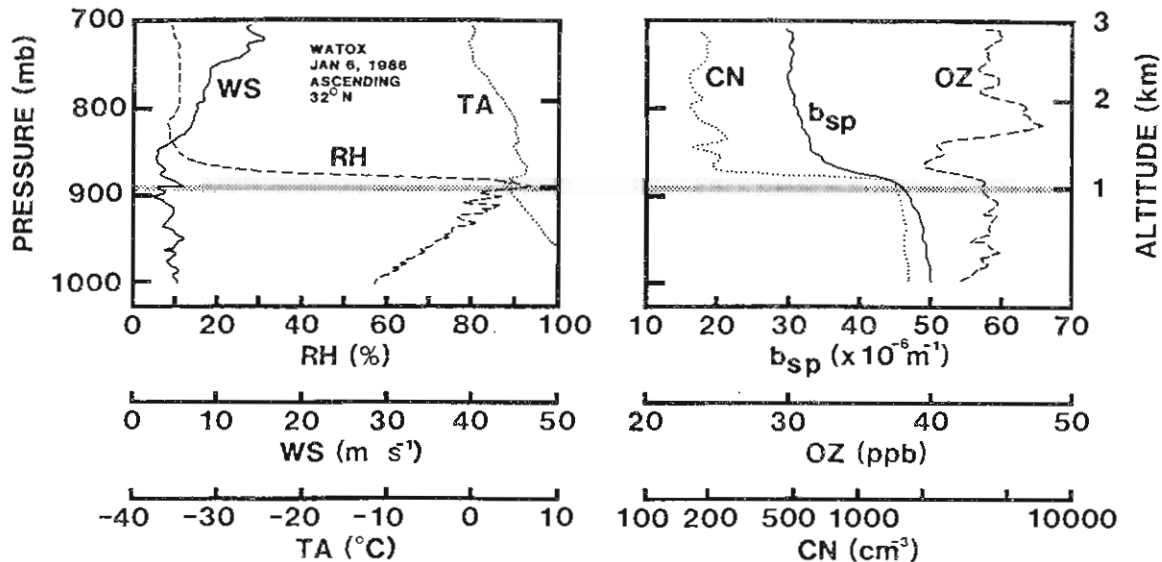 PRESSURE (mb)
700
800
900
1000
WATOX
JAN 6, 1986
ASCENDING
32°N
WS
TA
RH
0 20 40 60 80 100
RH (%)
0 10 20 30 40 50
WS (m s⁻¹)
-40 -30 -20 -10 0 10
TA (°C)
CN
b_sp
OZ
3
2
1
ALTITUDE (km)
10 20 30 40 50 60 70
b_sp (x 10⁻⁶ m⁻¹)
20 30 40 50
OZ (ppb)
100 200 500 1000 10000
CN (cm⁻³)